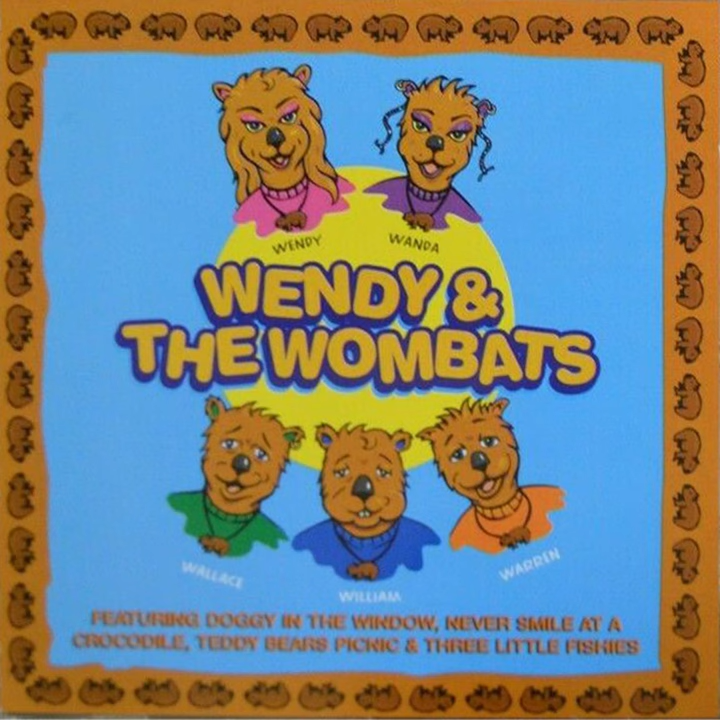 WENDY
WANDA
WENDY &
THE WOMBATS
WALLACE
WILLIAM
WARREN
FEATURING DOGGY IN THE WINDOW, NEVER SMILE AT A
CROCODILE, TEDDY BEARS PICNIC & THREE LITTLE FISHIES